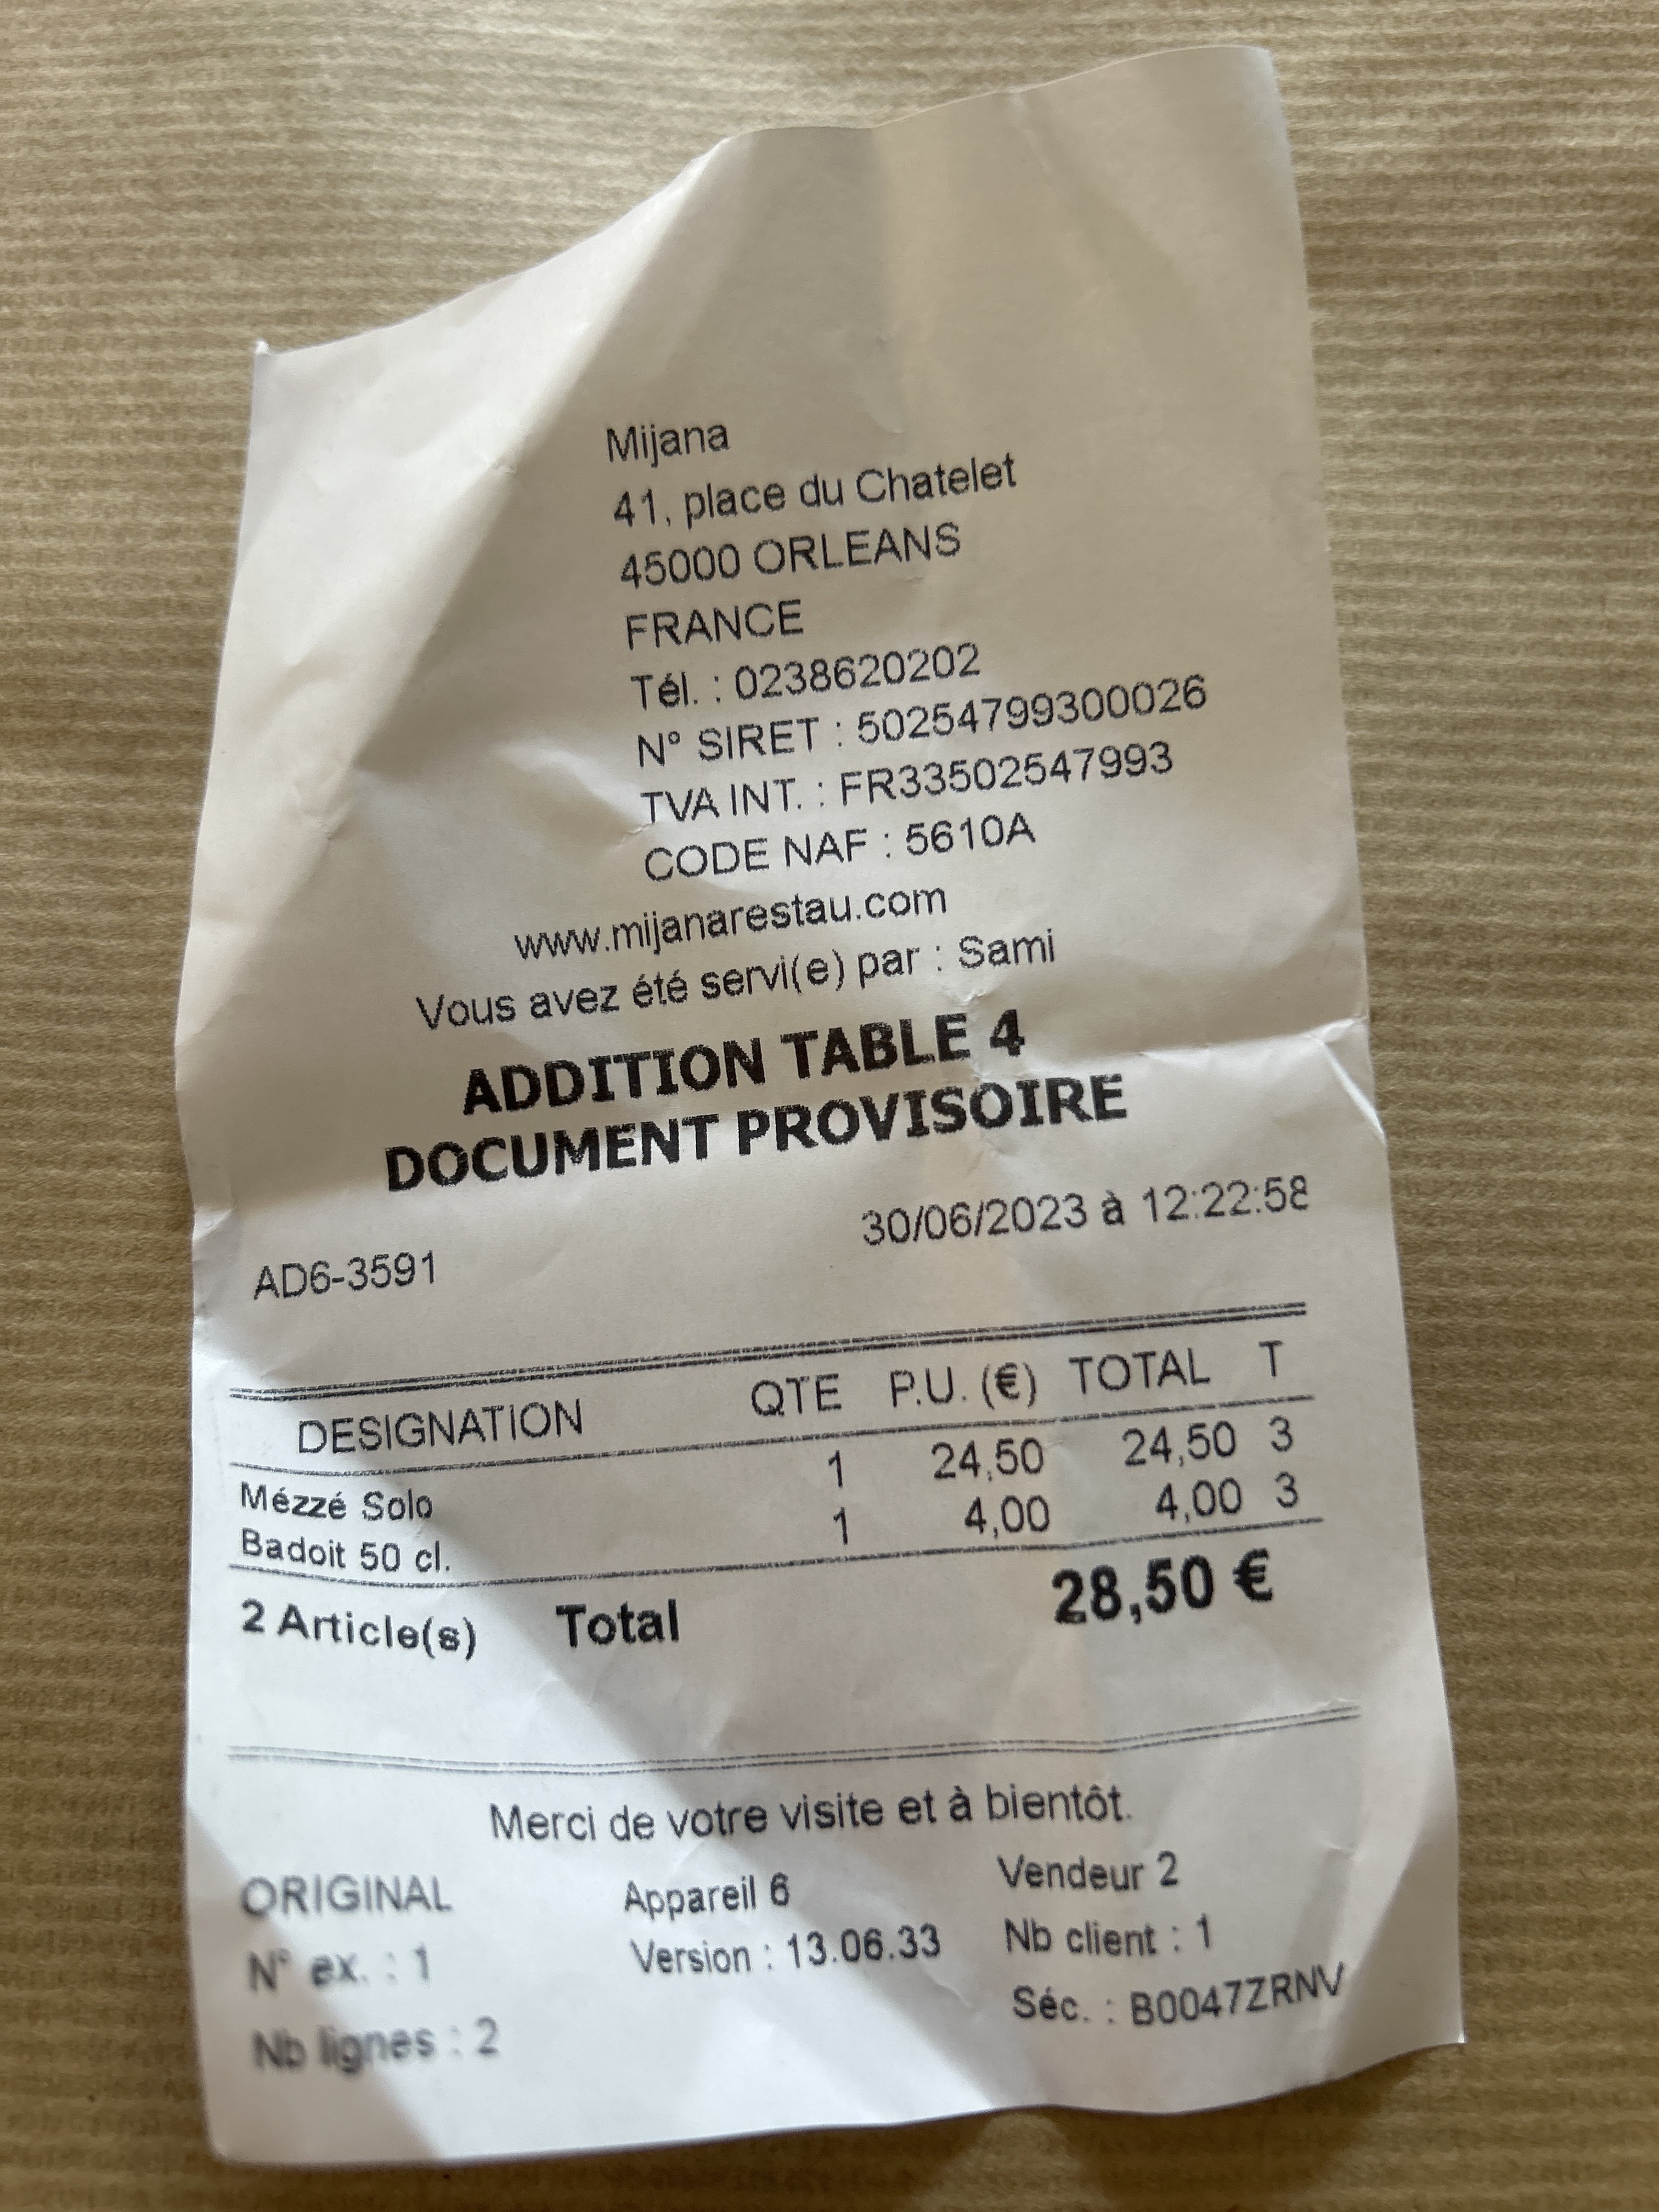 Mijana
41, place du Chatelet
45000 ORLEANS
FRANCE
Tél. : 0238620202
N° SIRET : 50254799300026
TVA INT. : FR33502547993
CODE NAF : 5610A
www.mijanarestau.com
Vous avez été servi(e) par : Sami
ADDITION TABLE 4
DOCUMENT PROVISOIRE
30/06/2023 à 12:22:58
AD6-3591
DESIGNATION QTE P.U. (€) TOTAL T
Mézzé Solo 1 24,50 24,50 3
Badoit 50 cl. 1 4,00 4,00 3
2 Article(s) Total 28,50 €
Merci de votre visite et à bientôt.
ORIGINAL Appareil 6 Vendeur 2
N° ex. : 1 Version : 13.06.33 Nb client : 1
Nb lignes : 2 Séc. : B0047ZRNV